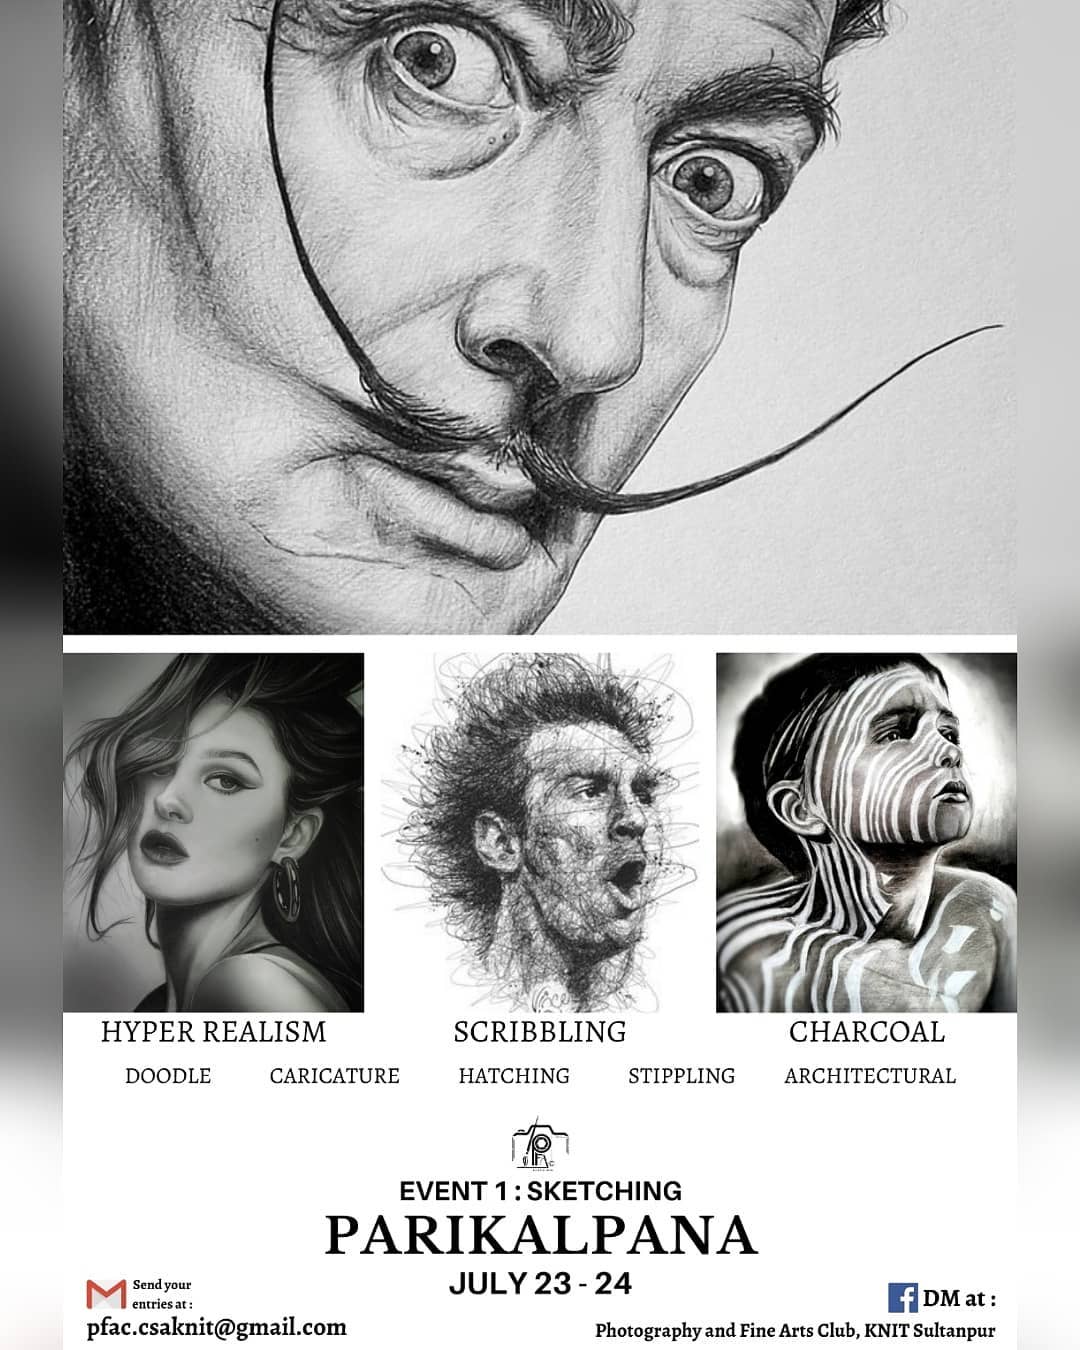 HYPER REALISM
SCRIBBLING
CHARCOAL
DOODLE CARICATURE HATCHING STIPPLING ARCHITECTURAL
EVENT 1 : SKETCHING
PARIKALPANA
JULY 23 - 24
Send your
entries at :
pfac.csaknit@gmail.com
DM at :
Photography and Fine Arts Club, KNIT Sultanpur